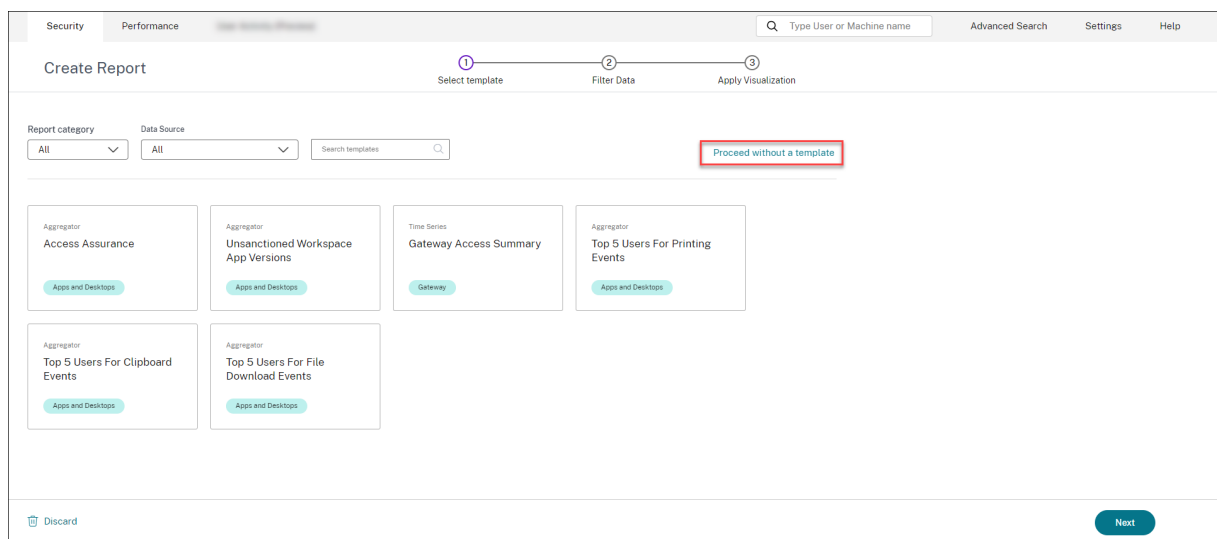 Security Performance Type User or Machine name Advanced Search Settings Help
Create Report
1 2 3
Select template Filter Data Apply Visualization
Report category Data Source
All All Search templates Proceed without a template
Aggregator
Access Assurance
Apps and Desktops
Aggregator
Unsanctioned Workspace
App Versions
Apps and Desktops
Time Series
Gateway Access Summary
Gateway
Aggregator
Top 5 Users For Printing
Events
Apps and Desktops
Aggregator
Top 5 Users For Clipboard
Events
Apps and Desktops
Aggregator
Top 5 Users For File
Download Events
Apps and Desktops
Discard Next